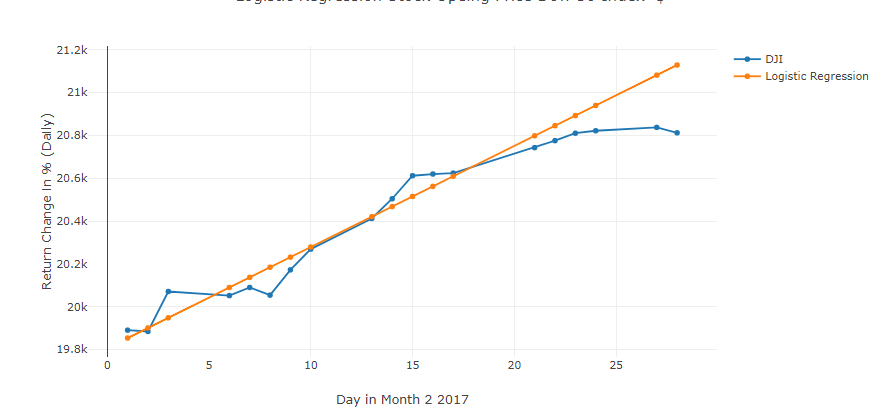 21.2k
21k
20.8k
20.6k
20.4k
20.2k
20k
19.8k
Return Change In % (Daily)
0 5 10 15 20 25
Day in Month 2 2017
DJI
Logistic Regression